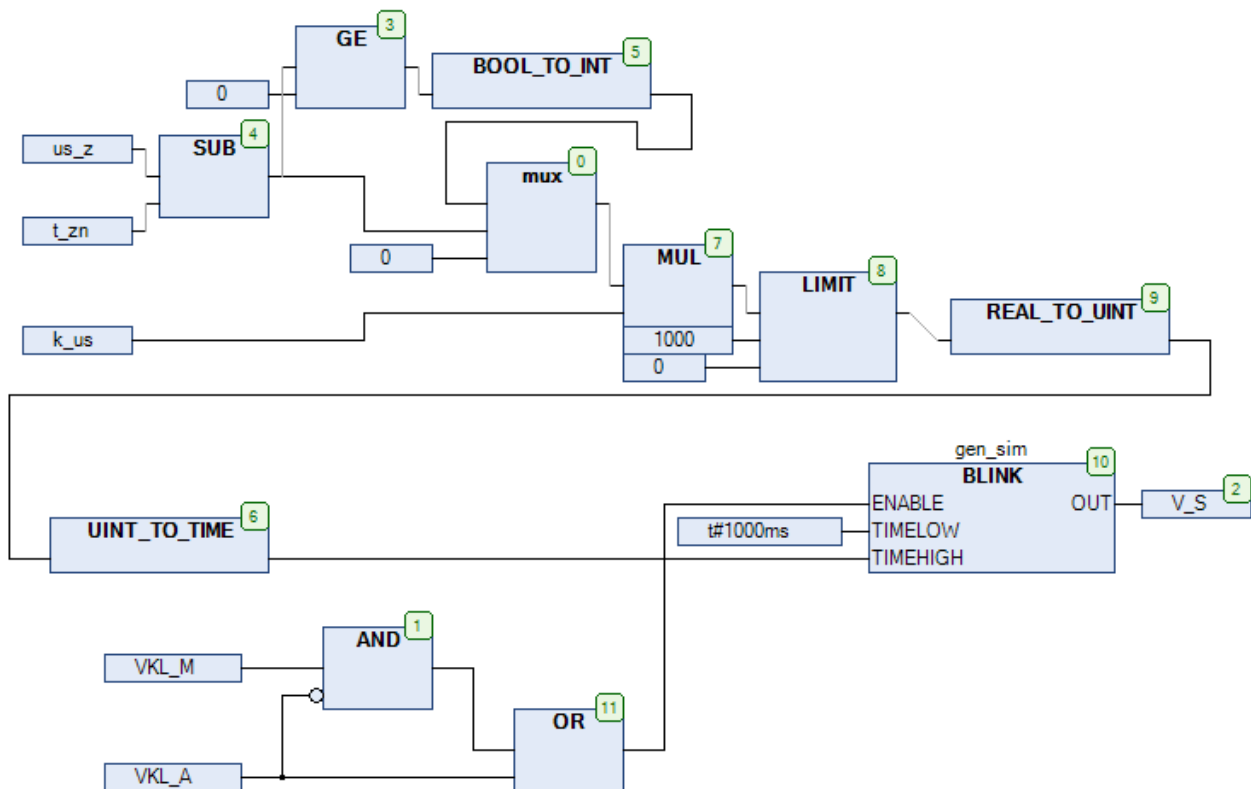 3
GE
5
BOOL_TO_INT
0
us_z
4
SUB
0
mux
t_zn
0
7
MUL
8
LIMIT
9
REAL_TO_UINT
k_us
1000
0
gen_sim
10
BLINK
ENABLE
OUT
2
V_S
t#1000ms
TIMELOW
TIMEHIGH
6
UINT_TO_TIME
1
AND
VKL_M
11
OR
VKL_A